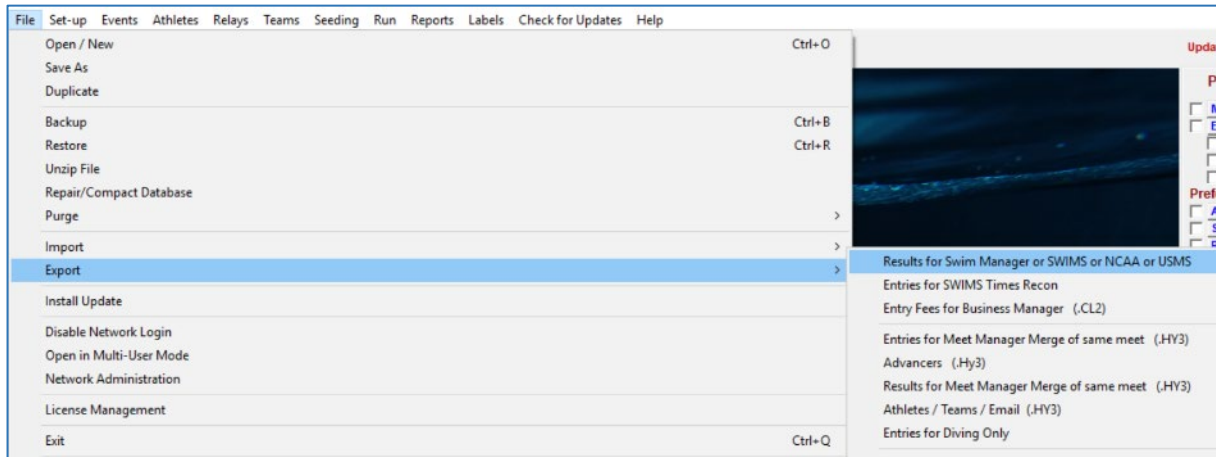 File Set-up Events Athletes Relays Teams Seeding Run Reports Labels Check for Updates Help
Open / New Ctrl+O
Save As
Duplicate
Backup Ctrl+B
Restore Ctrl+R
Unzip File
Repair/Compact Database
Purge >
Import >
Export >
Install Update
Disable Network Login
Open in Multi-User Mode
Network Administration
License Management
Exit Ctrl+Q
Results for Swim Manager or SWIMS or NCAA or USMS
Entries for SWIMS Times Recon
Entry Fees for Business Manager (.CL2)
Entries for Meet Manager Merge of same meet (.HY3)
Advancers (.Hy3)
Results for Meet Manager Merge of same meet (.HY3)
Athletes / Teams / Email (.HY3)
Entries for Diving Only